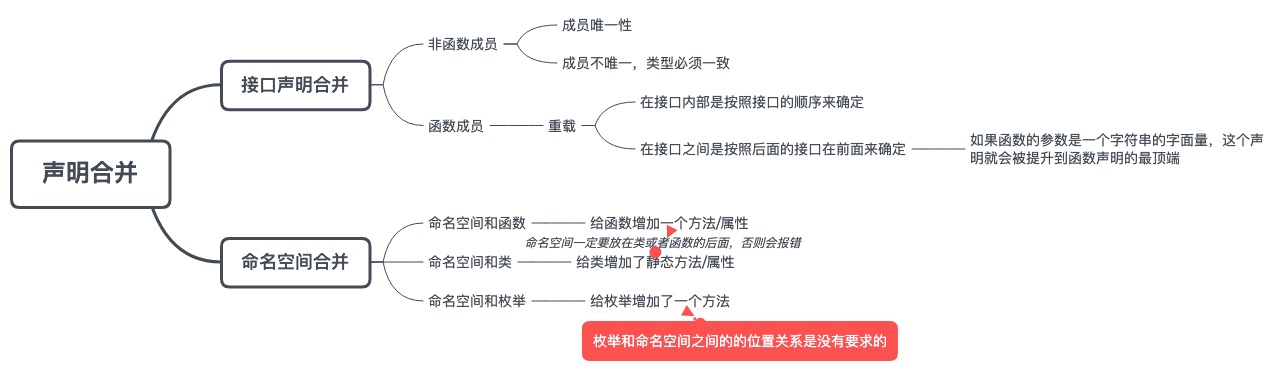 声明合并
接口声明合并
非函数成员
成员唯一性
成员不唯一，类型必须一致
函数成员
重载
在接口内部是按照接口的顺序来确定
在接口之间是按照后面的接口在前面来确定
如果函数的参数是一个字符串的字面量，这个声
明就会被提升到函数声明的最顶端
命名空间合并
命名空间和函数
给函数增加一个方法/属性
命名空间一定要放在类或者函数的后面，否则会报错
命名空间和类
给类增加了静态方法/属性
命名空间和枚举
给枚举增加了一个方法
枚举和命名空间之间的的位置关系是没有要求的